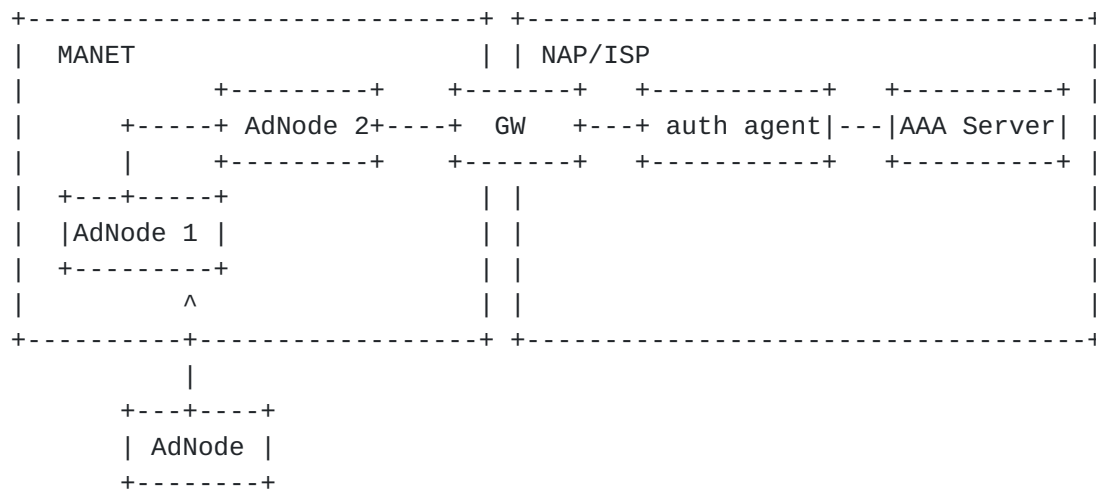 MANET NAP/ISP
AdNode 2 GW auth agent AAA Server
AdNode 1
AdNode